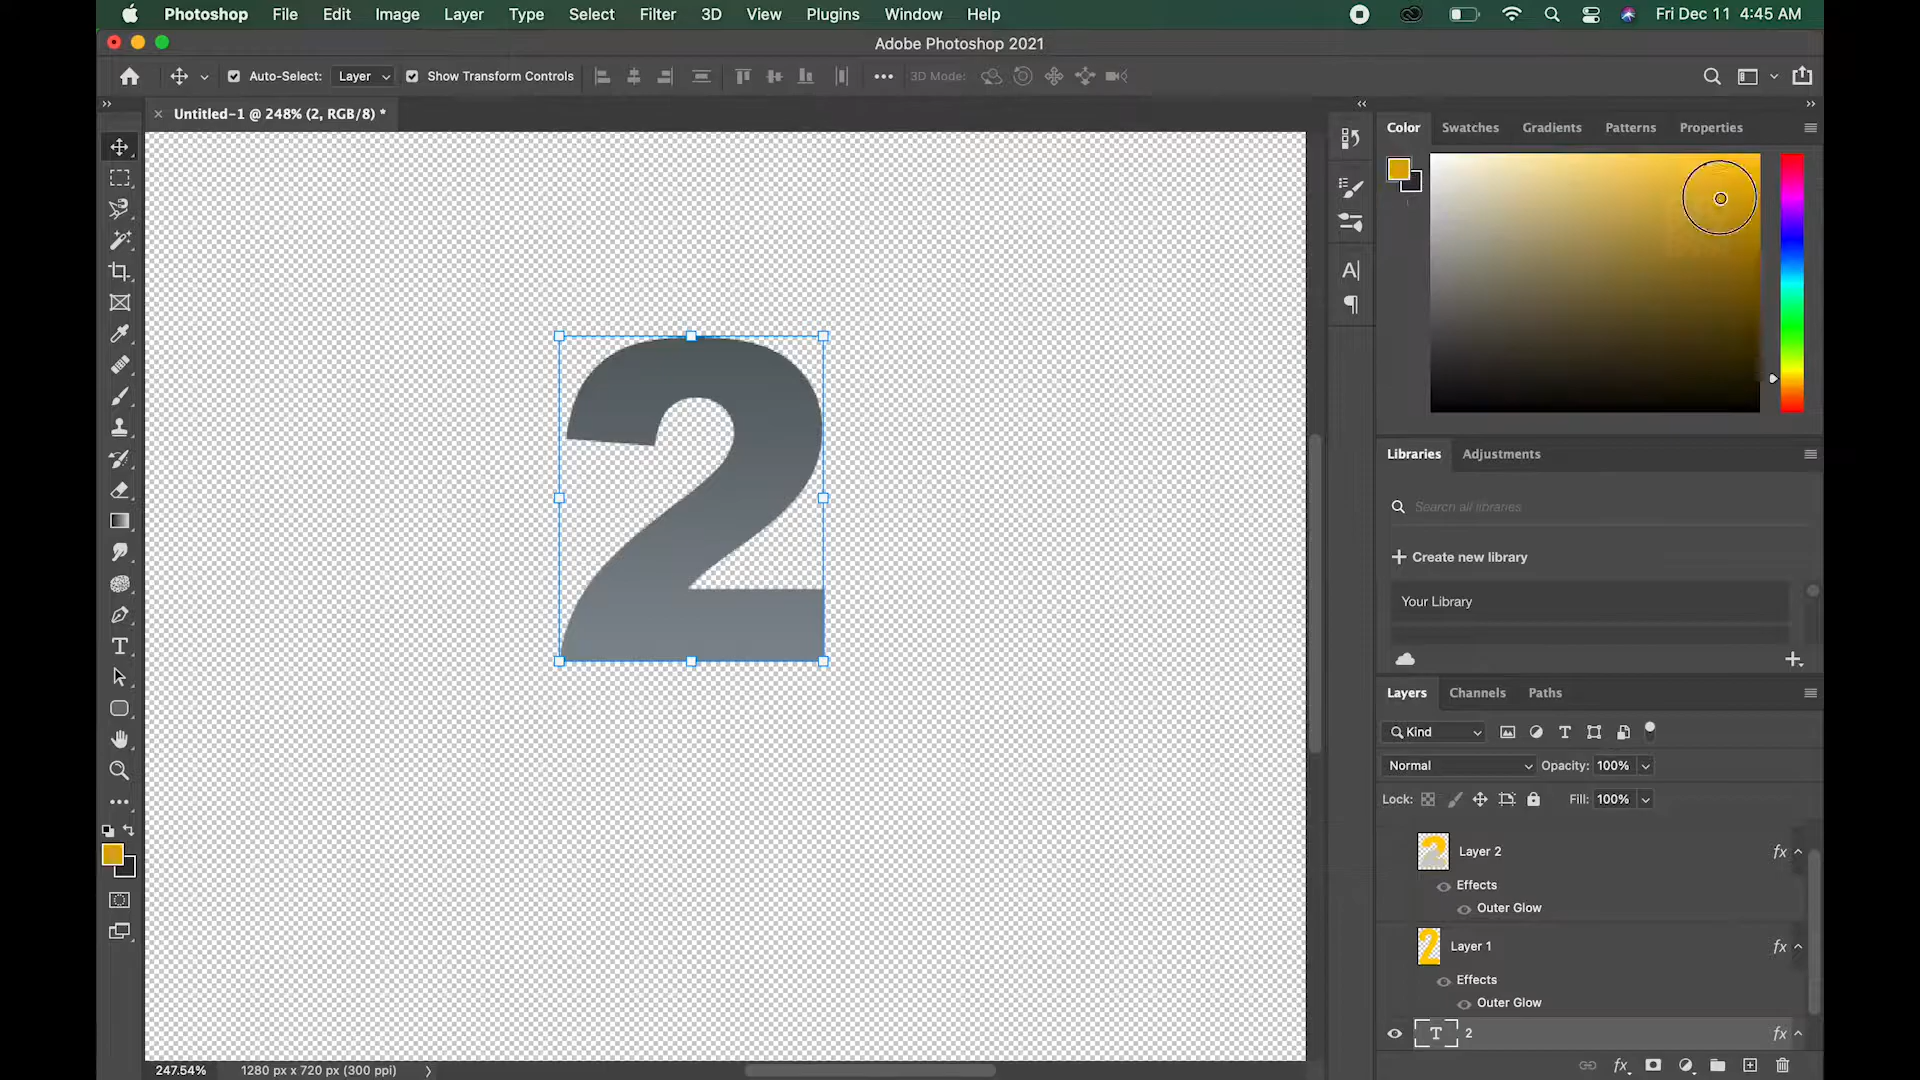 Photoshop File Edit Image Layer Type Select Filter 3D View Plugins Window Help Fri Dec 11 4:45 AM
Adobe Photoshop 2021
Auto-Select: Layer Show Transform Controls 3D Mode:
Untitled-1 @ 248% (2, RGB/8) *
Color Swatches Gradients Patterns Properties
2
Libraries Adjustments
Search all libraries
Create new library
Your Library
Layers Channels Paths
Kind
Normal Opacity: 100%
Lock: Fill: 100%
Layer 2 fx
Effects
Outer Glow
Layer 1 fx
Effects
Outer Glow
T 2 fx
247.54% 1280 px x 720 px (300 ppi)